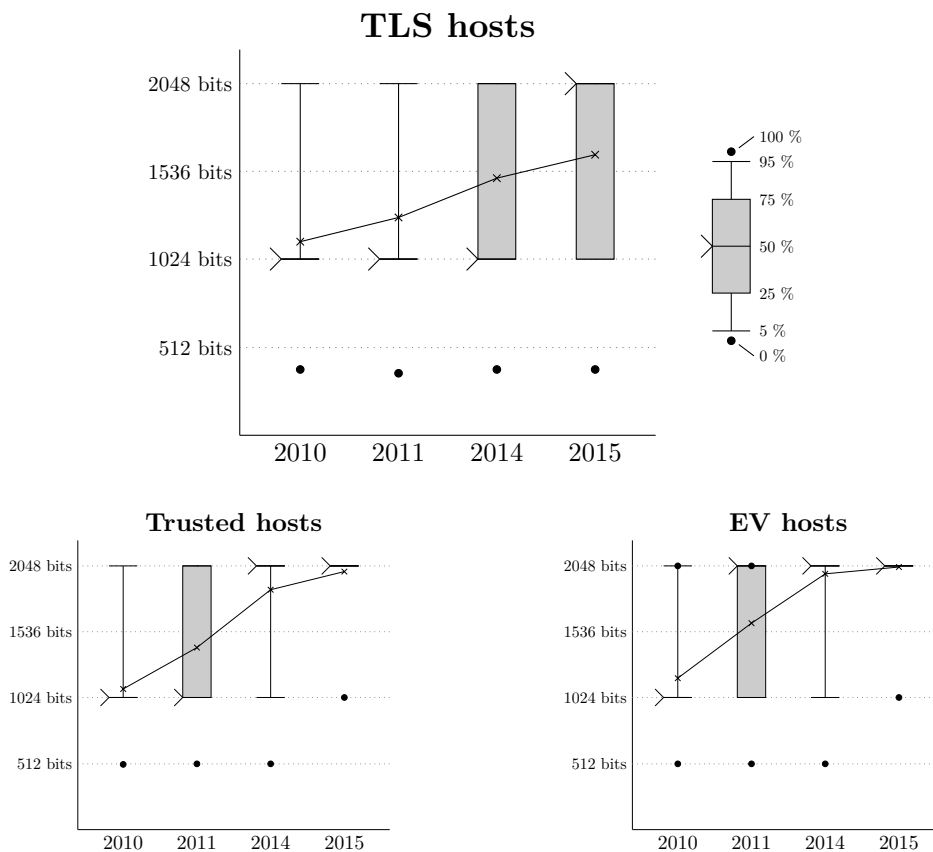 TLS hosts
2048 bits
1536 bits
1024 bits
512 bits
2010 2011 2014 2015
100 %
95 %
75 %
50 %
25 %
5 %
0 %
Trusted hosts
2048 bits
1536 bits
1024 bits
512 bits
2010 2011 2014 2015
EV hosts
2048 bits
1536 bits
1024 bits
512 bits
2010 2011 2014 2015